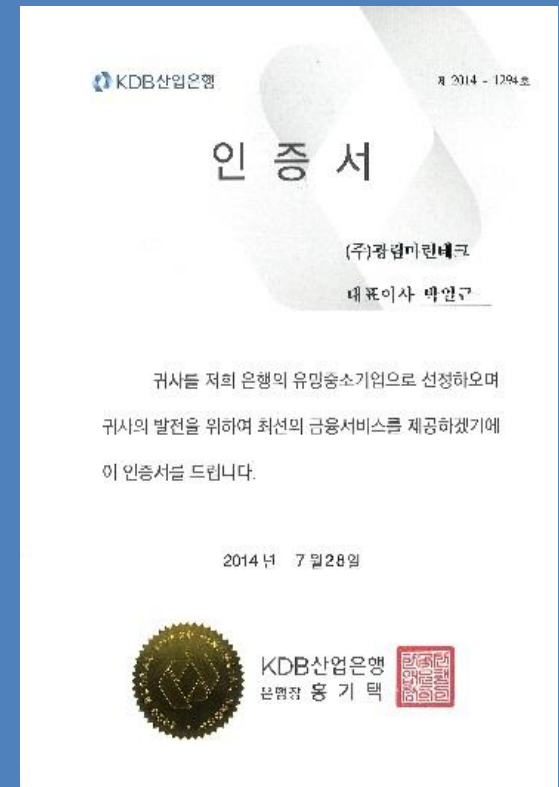 KDB산업은행
제 2014 - 1294호
인 증 서
(주)광림마린테크
대표이사
귀사를 저희 은행의 유망중소기업으로 선정하오며
귀사의 발전을 위하여 최선의 금융서비스를 제공하겠기에
이 인증서를 드립니다.
2014년 7월28일
KDB산업은행
은행장 홍 기 택